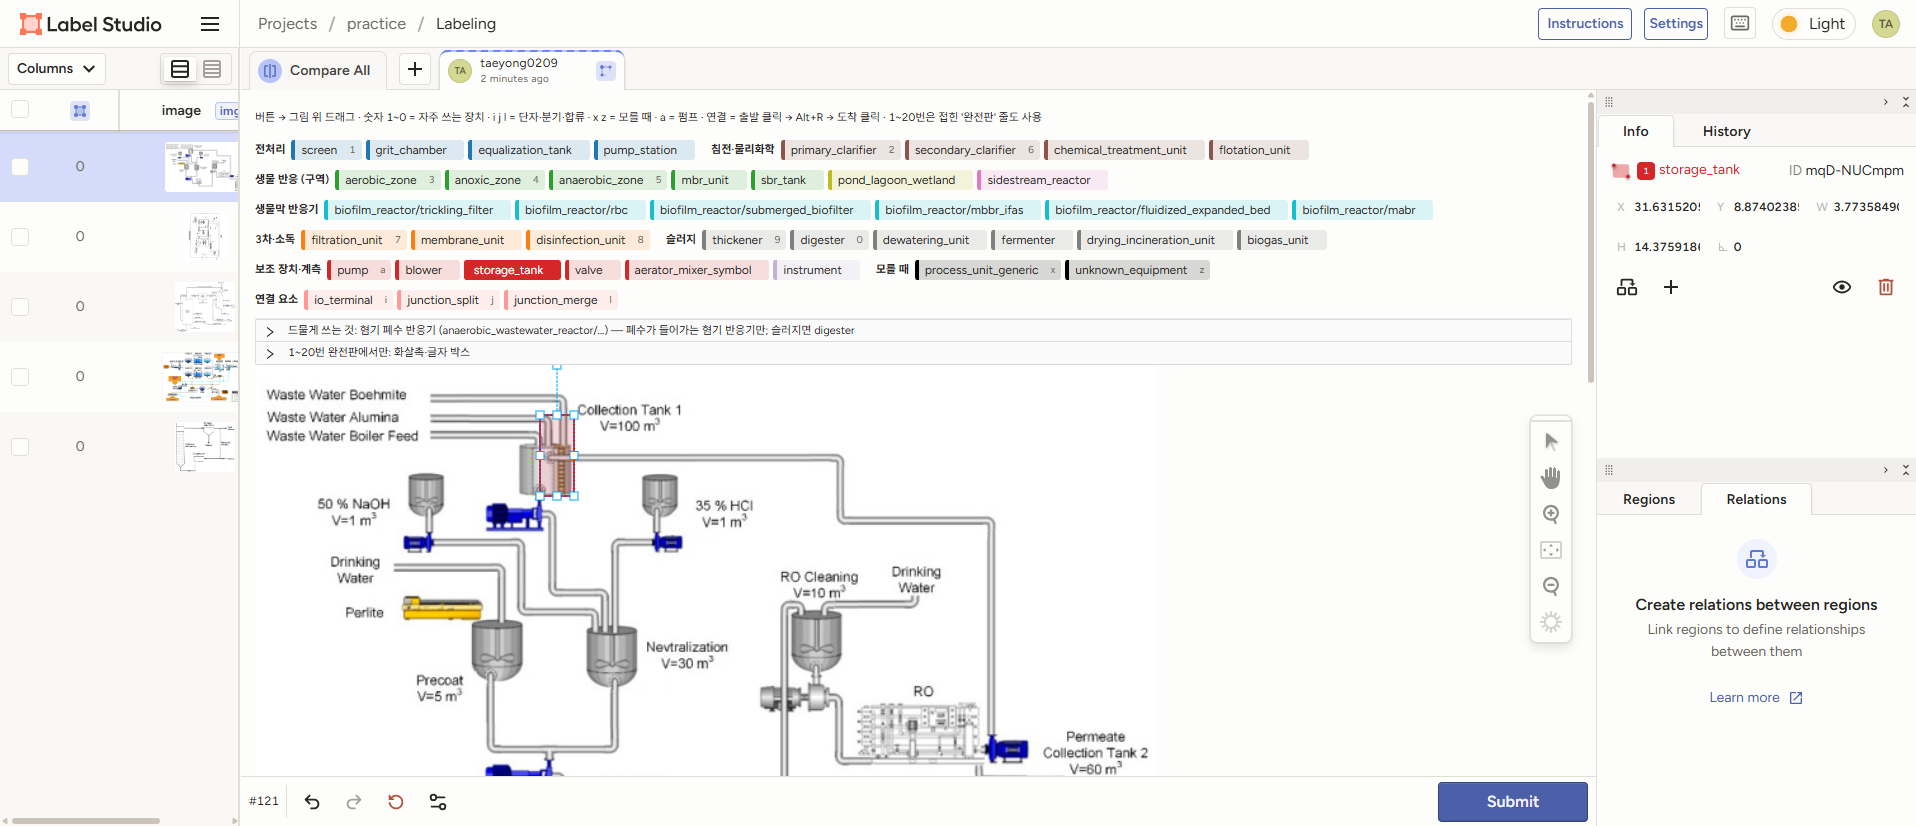 Label Studio
Projects / practice / Labeling
Instructions
Settings
Light
TA
Columns
Compare All
+
TA
taeyong0209
2 minutes ago
image
img
0
0
0
0
0
버튼 → 그림 위 드래그 · 숫자 1~0 = 자주 쓰는 장치 · i j l = 단자·분기·합류 · x z = 모를 때 · a = 펌프 · 연결 = 출발 클릭 → Alt+R → 도착 클릭 · 1~20번은 접힌 '완전판' 줄도 사용
전처리 screen 1 grit_chamber equalization_tank pump_station 침전·물리화학 primary_clarifier 2 secondary_clarifier 6 chemical_treatment_unit flotation_unit
생물 반응 (구역) aerobic_zone 3 anoxic_zone 4 anaerobic_zone 5 mbr_unit sbr_tank pond_lagoon_wetland sidestream_reactor
생물막 반응기 biofilm_reactor/trickling_filter biofilm_reactor/rbc biofilm_reactor/submerged_biofilter biofilm_reactor/mbbr_ifas biofilm_reactor/fluidized_expanded_bed biofilm_reactor/mabr
3차·소독 filtration_unit 7 membrane_unit disinfection_unit 8 슬러지 thickener 9 digester 0 dewatering_unit fermenter drying_incineration_unit biogas_unit
보조 장치·계측 pump a blower storage_tank valve aerator_mixer_symbol instrument 모를 때 process_unit_generic x unknown_equipment z
연결 요소 io_terminal i junction_split j junction_merge l
드물게 쓰는 것: 혐기 폐수 반응기 (anaerobic_wastewater_reactor/…) — 폐수가 들어가는 혐기 반응기만; 슬러지면 digester
1~20번 완전판에서만: 화살촉·글자 박스
Waste Water Boehmite
Waste Water Alumina
Waste Water Boiler Feed
Collection Tank 1
V=100 m³
50 % NaOH
V=1 m³
35 % HCl
V=1 m³
Drinking
Water
Perlite
RO Cleaning
V=10 m³
Drinking
Water
Nevtralization
V=30 m³
Precoat
V=5 m³
RO
Permeate
Collection Tank 2
V=60 m³
#121
Submit
Info
History
1 storage_tank
ID mqD-NUCmpm
X 31.631520
Y 8.8740238
W 3.7735849
H 14.375918
0
Regions
Relations
Create relations between regions
Link regions to define relationships
between them
Learn more